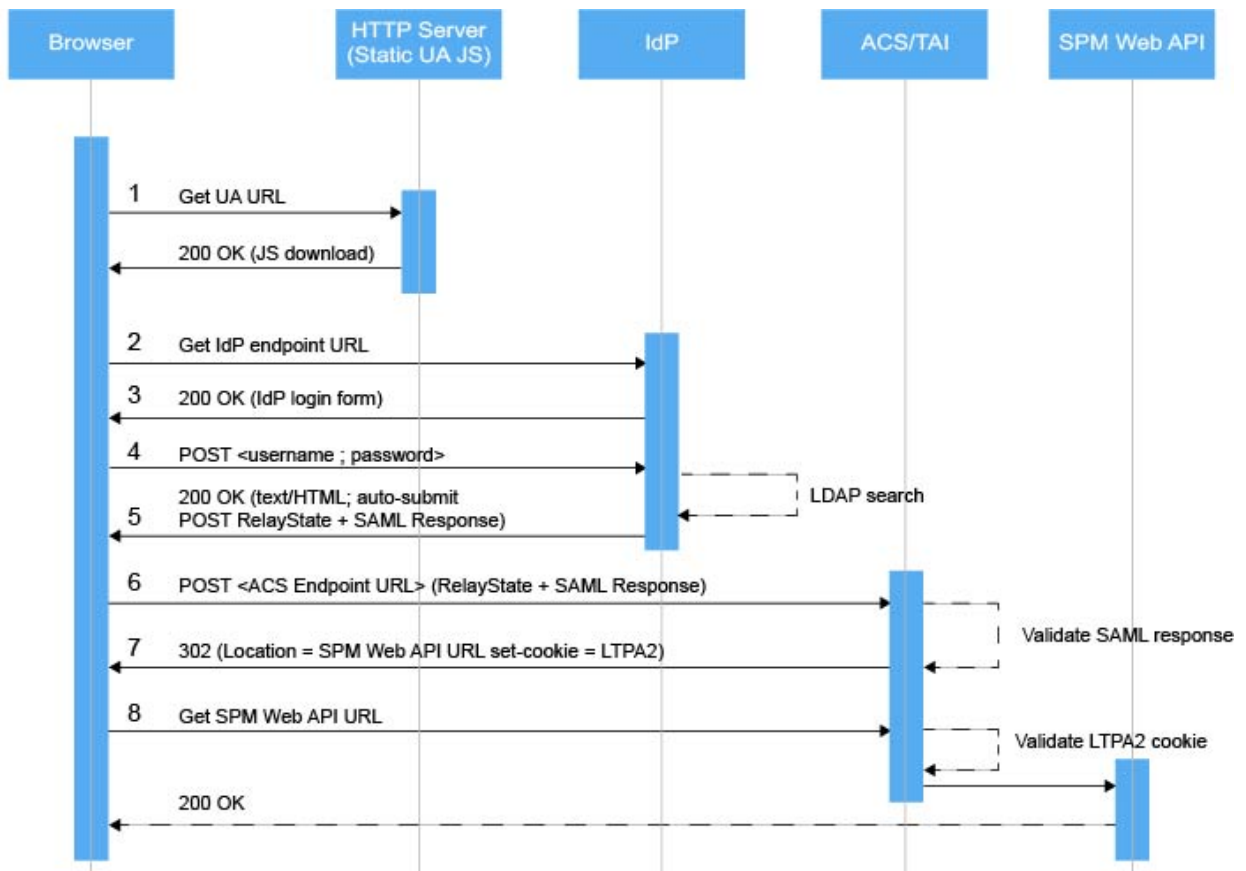 Browser
HTTP Server
(Static UA JS)
IdP
ACS/TAI
SPM Web API
1 Get UA URL
200 OK (JS download)
2 Get IdP endpoint URL
3 200 OK (IdP login form)
4 POST <username ; password>
LDAP search
200 OK (text/HTML; auto-submit
5 POST RelayState + SAML Response)
6 POST <ACS Endpoint URL> (RelayState + SAML Response)
Validate SAML response
7 302 (Location = SPM Web API URL set-cookie = LTPA2)
8 Get SPM Web API URL
Validate LTPA2 cookie
200 OK